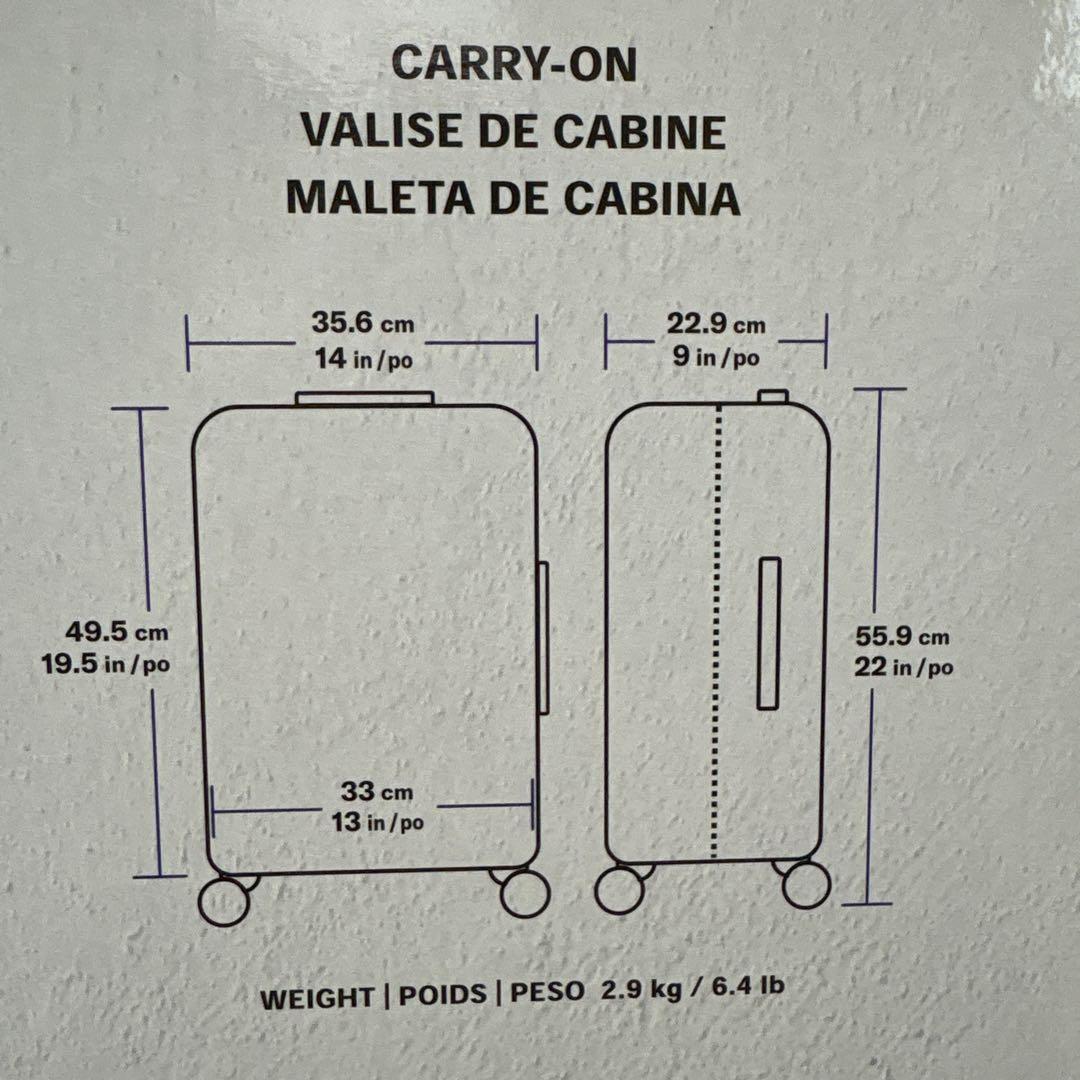 CARRY-ON
VALISE DE CABINE
MALETA DE CABINA
35.6 cm
14 in/po
22.9 cm
9 in/po
49.5 cm
19.5 in/po
55.9 cm
22 in/po
33 cm
13 in/po
WEIGHT | POIDS | PESO 2.9 kg / 6.4 lb